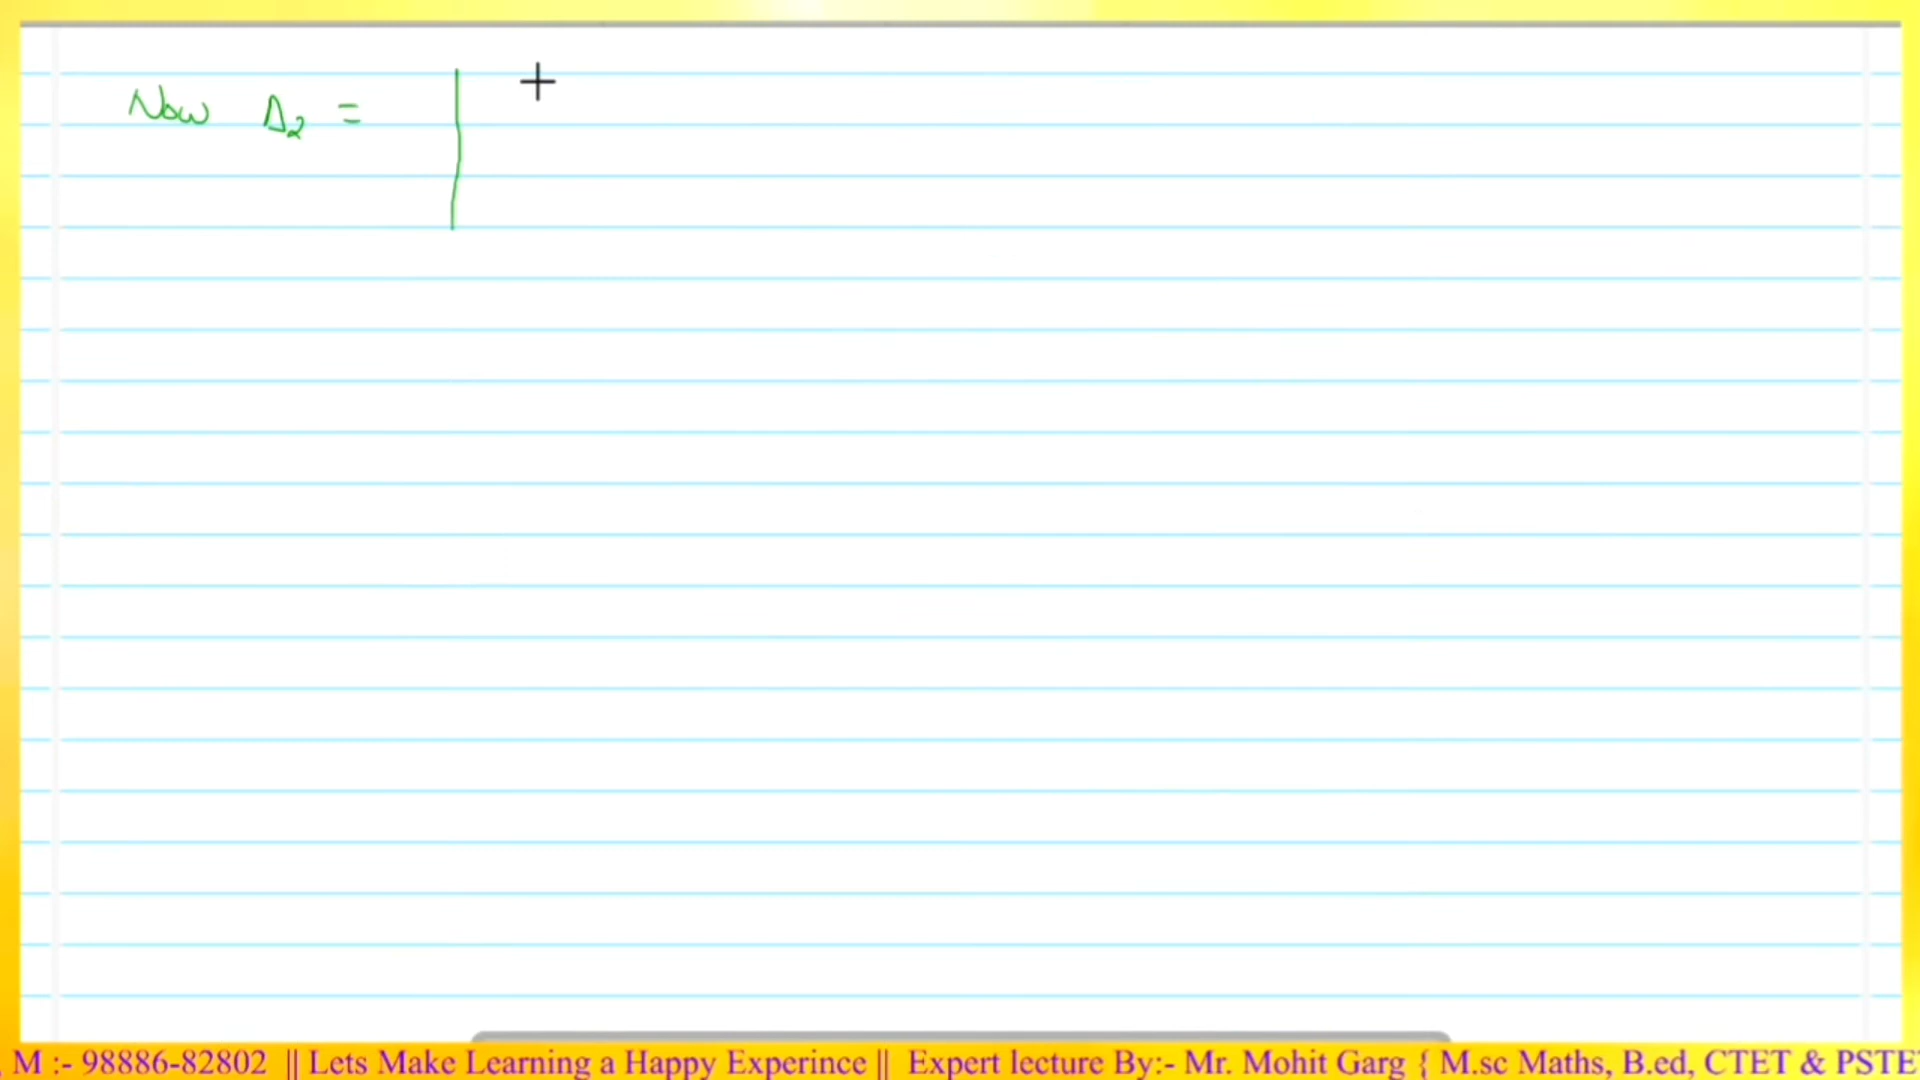 Now Δ₂ = |
M :- 98886-82802 || Lets Make Learning a Happy Experince || Expert lecture By:- Mr. Mohit Garg { M.sc Maths, B.ed, CTET & PSTE